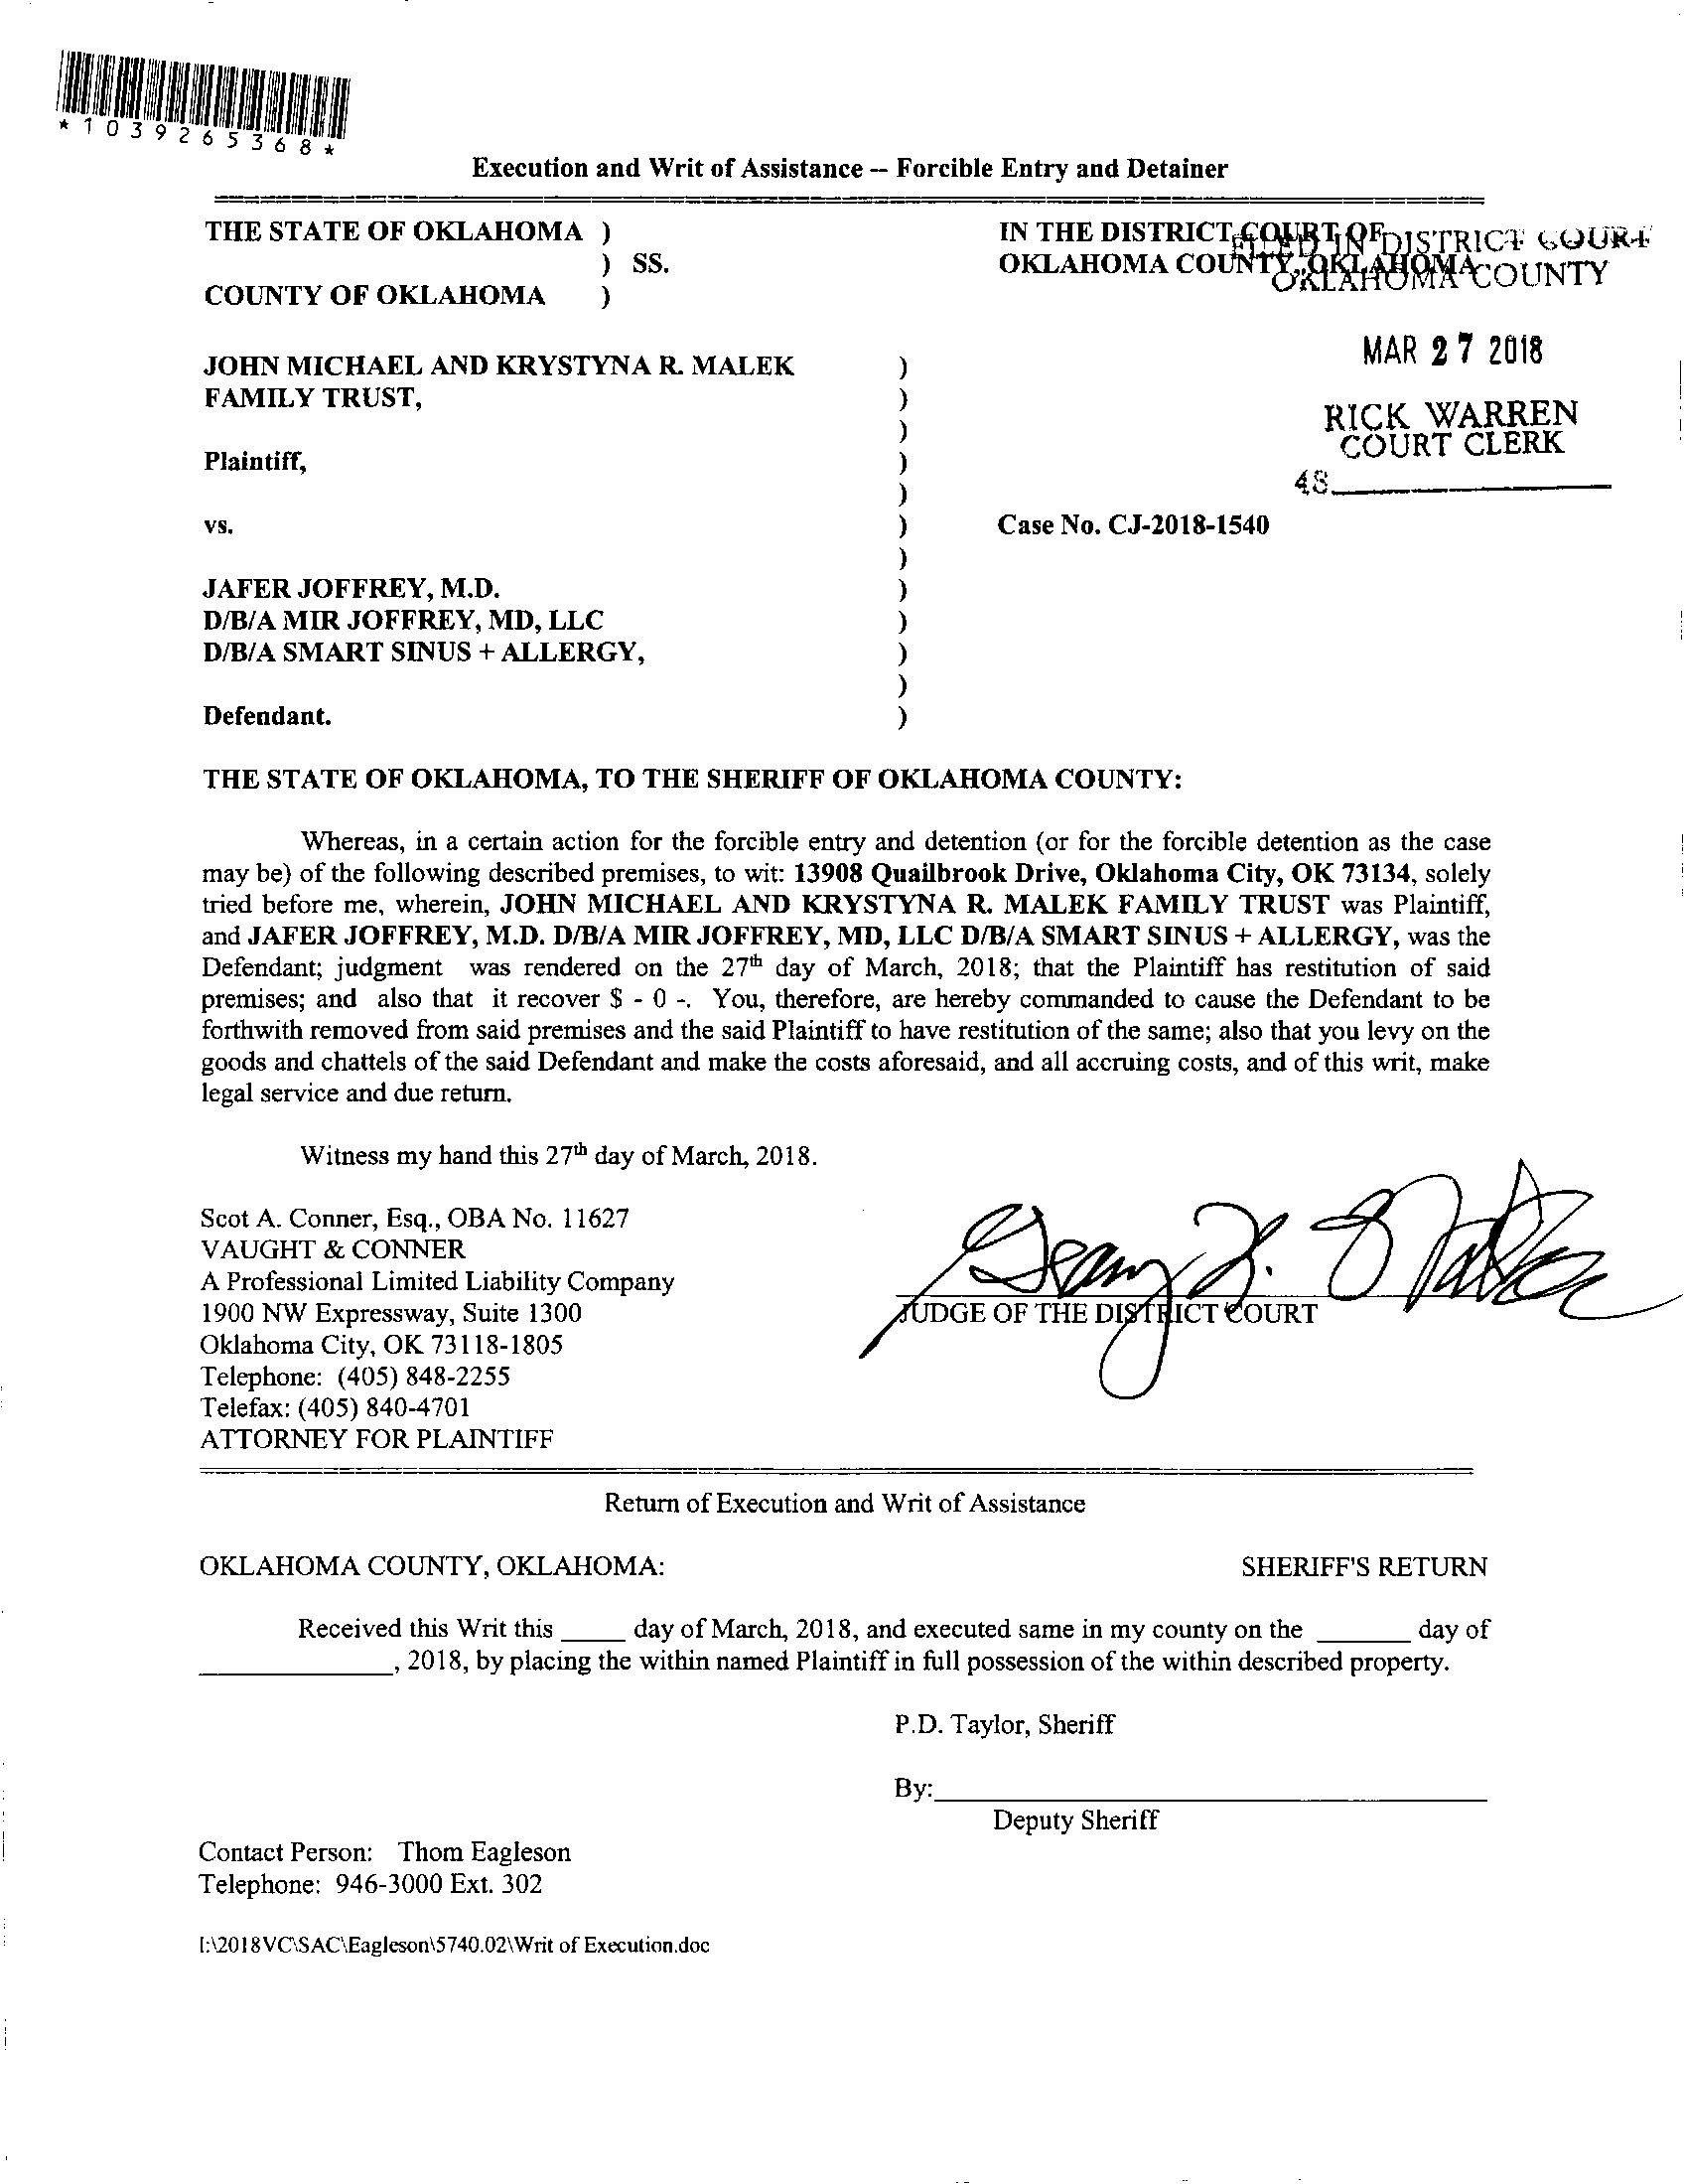 *1039265368*
Execution and Writ of Assistance – Forcible Entry and Detainer
THE STATE OF OKLAHOMA )
) SS.
COUNTY OF OKLAHOMA )
IN THE DISTRICT COURT OF
OKLAHOMA COUNTY, OKLAHOMA
FILED IN DISTRICT COURT
OKLAHOMA COUNTY
MAR 27 2018
RICK WARREN
COURT CLERK
48
JOHN MICHAEL AND KRYSTYNA R. MALEK )
FAMILY TRUST, )
)
Plaintiff, )
)
vs. ) Case No. CJ-2018-1540
)
JAFER JOFFREY, M.D. )
D/B/A MIR JOFFREY, MD, LLC )
D/B/A SMART SINUS + ALLERGY, )
)
Defendant. )
THE STATE OF OKLAHOMA, TO THE SHERIFF OF OKLAHOMA COUNTY:
Whereas, in a certain action for the forcible entry and detention (or for the forcible detention as the case
may be) of the following described premises, to wit: 13908 Quailbrook Drive, Oklahoma City, OK 73134, solely
tried before me, wherein, JOHN MICHAEL AND KRYSTYNA R. MALEK FAMILY TRUST was Plaintiff,
and JAFER JOFFREY, M.D. D/B/A MIR JOFFREY, MD, LLC D/B/A SMART SINUS + ALLERGY, was the
Defendant; judgment was rendered on the 27th day of March, 2018; that the Plaintiff has restitution of said
premises; and also that it recover $ - 0 -. You, therefore, are hereby commanded to cause the Defendant to be
forthwith removed from said premises and the said Plaintiff to have restitution of the same; also that you levy on the
goods and chattels of the said Defendant and make the costs aforesaid, and all accruing costs, and of this writ, make
legal service and due return.
Witness my hand this 27th day of March, 2018.
Scot A. Conner, Esq., OBA No. 11627
VAUGHT & CONNER
A Professional Limited Liability Company
1900 NW Expressway, Suite 1300
JUDGE OF THE DISTRICT COURT
Oklahoma City, OK 73118-1805
Telephone: (405) 848-2255
Telefax: (405) 840-4701
ATTORNEY FOR PLAINTIFF
Return of Execution and Writ of Assistance
OKLAHOMA COUNTY, OKLAHOMA: SHERIFF'S RETURN
Received this Writ this _____ day of March, 2018, and executed same in my county on the _______ day of
_______________, 2018, by placing the within named Plaintiff in full possession of the within described property.
P.D. Taylor, Sheriff
By:
Deputy Sheriff
Contact Person: Thom Eagleson
Telephone: 946-3000 Ext. 302
I:\2018VC\SAC\Eagleson\5740.02\Writ of Execution.doc